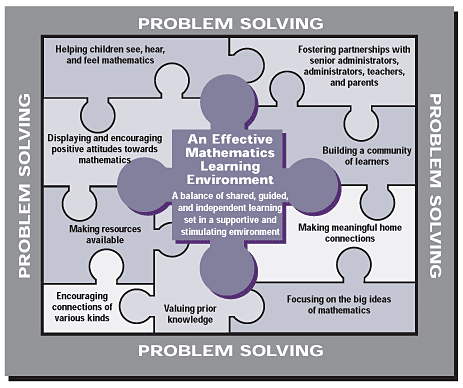 PROBLEM SOLVING
Helping children see, hear,
and feel mathematics
Fostering partnerships with
senior administrators,
administrators, teachers,
and parents
PROBLEM SOLVING
Displaying and encouraging
positive attitudes towards
mathematics
An Effective
Mathematics
Learning
Environment
A balance of shared, guided,
and independent learning
set in a supportive and
stimulating environment
Building a community
of learners
PROBLEM SOLVING
Making resources
available
Making meaningful home
connections
Encouraging
connections of
various kinds
Valuing prior
knowledge
Focusing on the big ideas
of mathematics
PROBLEM SOLVING